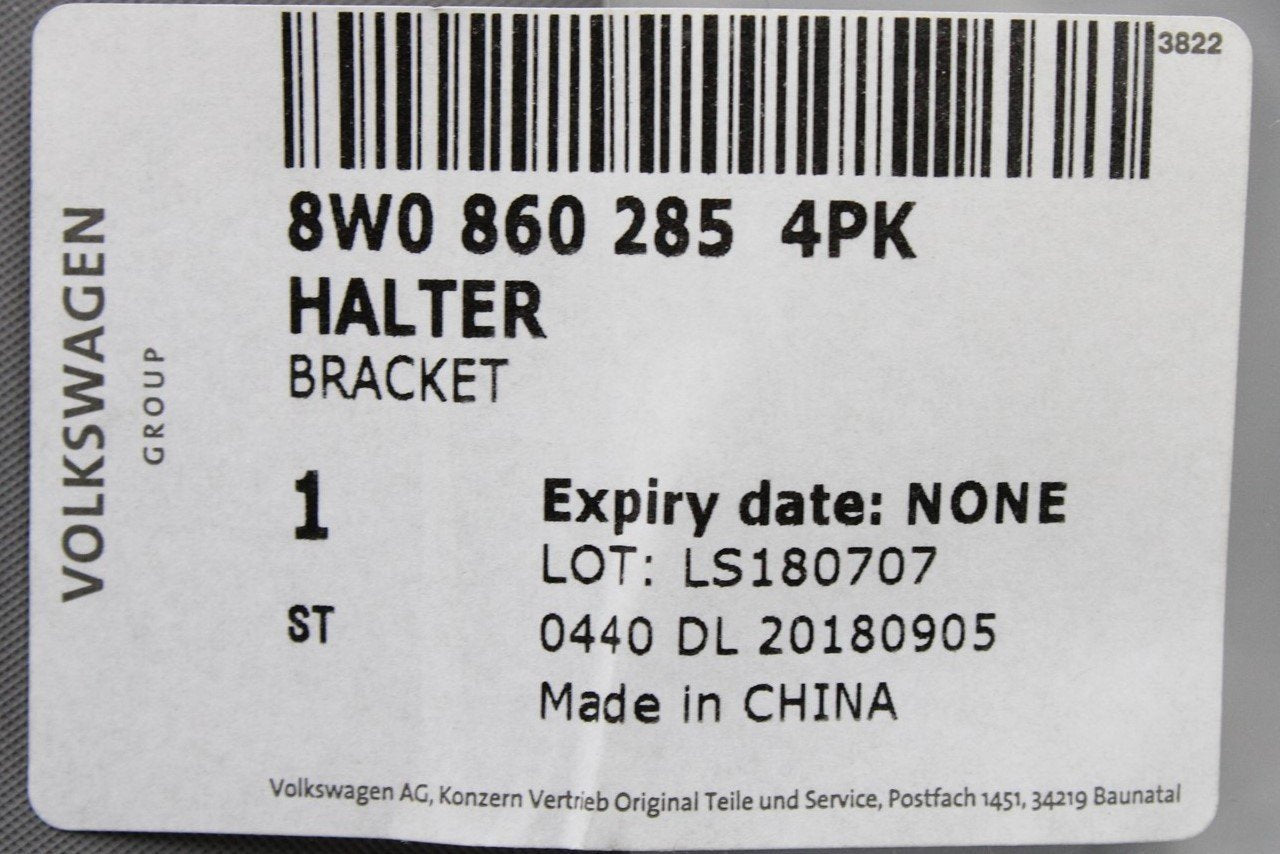 3822
8W0 860 285 4PK
HALTER
BRACKET
1
ST
Expiry date: NONE
LOT: LS180707
0440 DL 20180905
Made in CHINA
VOLKSWAGEN
GROUP
Volkswagen AG, Konzern Vertrieb Original Teile und Service, Postfach 1451, 34219 Baunatal